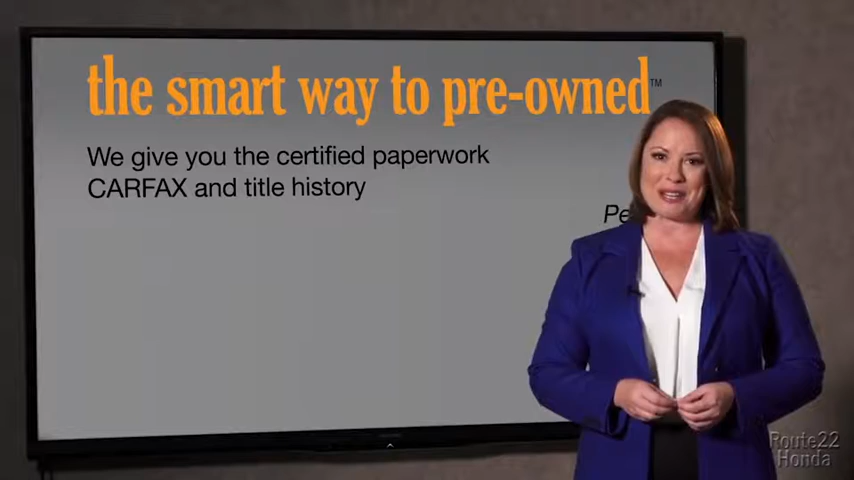 the smart way to pre-owned™
We give you the certified paperwork
CARFAX and title history
Route22
Honda